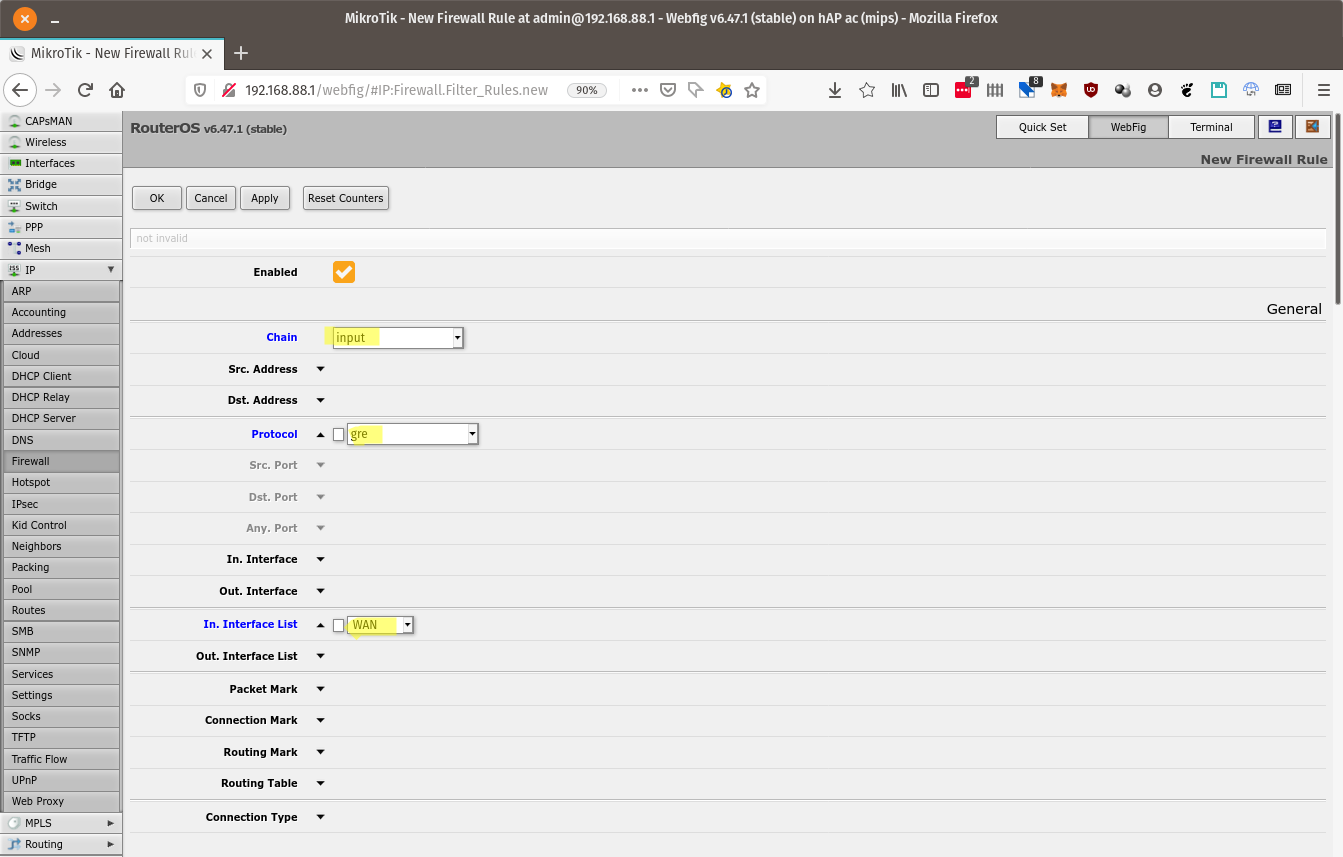 MikroTik - New Firewall Rule at admin@192.168.88.1 - Webfig v6.47.1 (stable) on hAP ac (mips) - Mozilla Firefox
MikroTik - New Firewall Rul
192.168.88.1/webfig/#IP:Firewall.Filter_Rules.new
90%
2
8
CAPsMAN
Wireless
Interfaces
Bridge
Switch
PPP
Mesh
IP
ARP
Accounting
Addresses
Cloud
DHCP Client
DHCP Relay
DHCP Server
DNS
Firewall
Hotspot
IPsec
Kid Control
Neighbors
Packing
Pool
Routes
SMB
SNMP
Services
Settings
Socks
TFTP
Traffic Flow
UPnP
Web Proxy
MPLS
Routing
RouterOS v6.47.1 (stable)
Quick Set
WebFig
Terminal
New Firewall Rule
OK
Cancel
Apply
Reset Counters
not invalid
Enabled
General
Chain input
Src. Address
Dst. Address
Protocol gre
Src. Port
Dst. Port
Any. Port
In. Interface
Out. Interface
In. Interface List WAN
Out. Interface List
Packet Mark
Connection Mark
Routing Mark
Routing Table
Connection Type